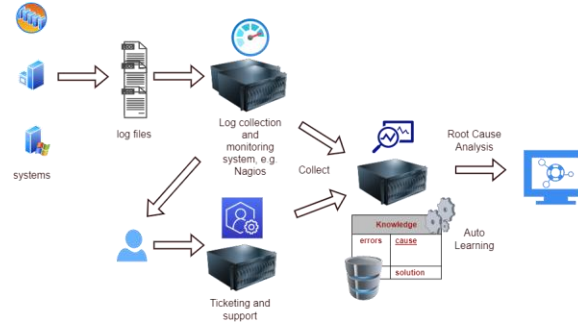 log files
systems
Log collection
and
monitoring
system, e.g.
Nagios
Collect
Root Cause
Analysis
Knowledge
errors
cause
solution
Auto
Learning
Ticketing and
support